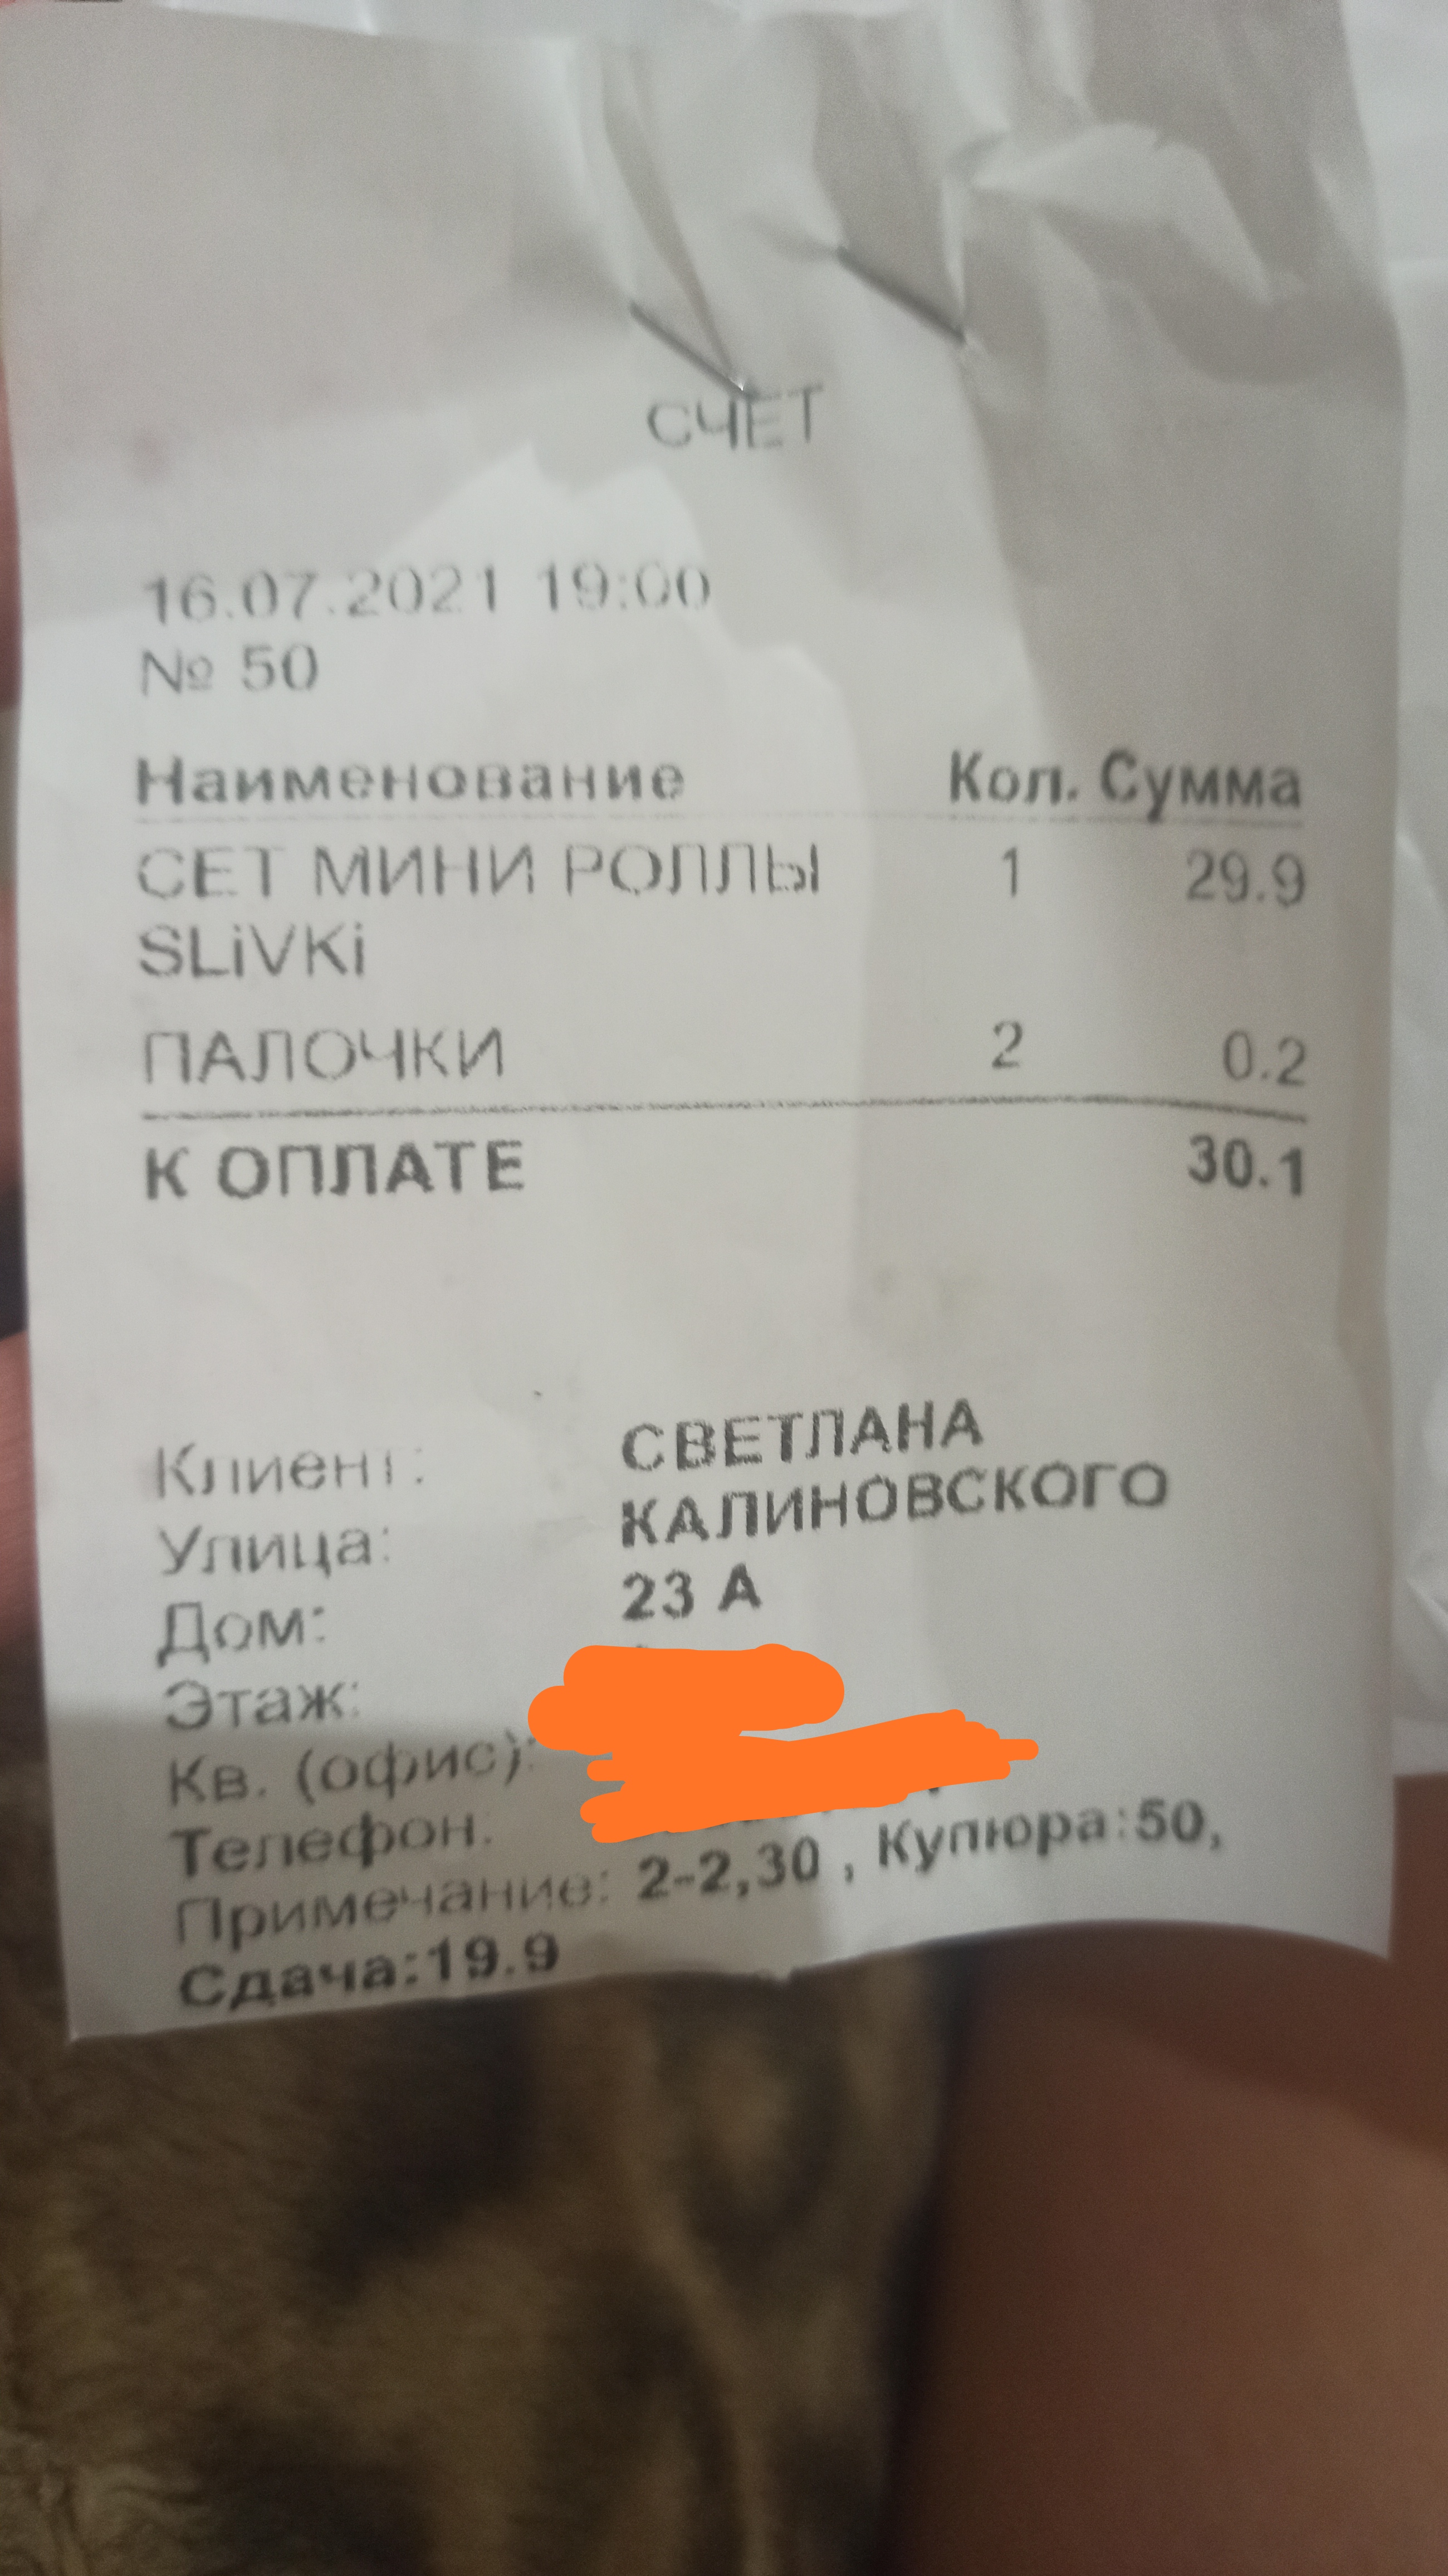 СЧЕТ
16.07.2021 19:00
№ 50
Наименование Кол. Сумма
СЕТ МИНИ РОЛЛЫ 1 29.9
SLiVKi
ПАЛОЧКИ 2 0.2
К ОПЛАТЕ 30.1
Клиент: СВЕТЛАНА
Улица: КАЛИНОВСКОГО
Дом: 23 А
Этаж:
Кв. (офис):
Телефон:
Примечание: 2-2,30 , Купюра:50,
Сдача:19.9